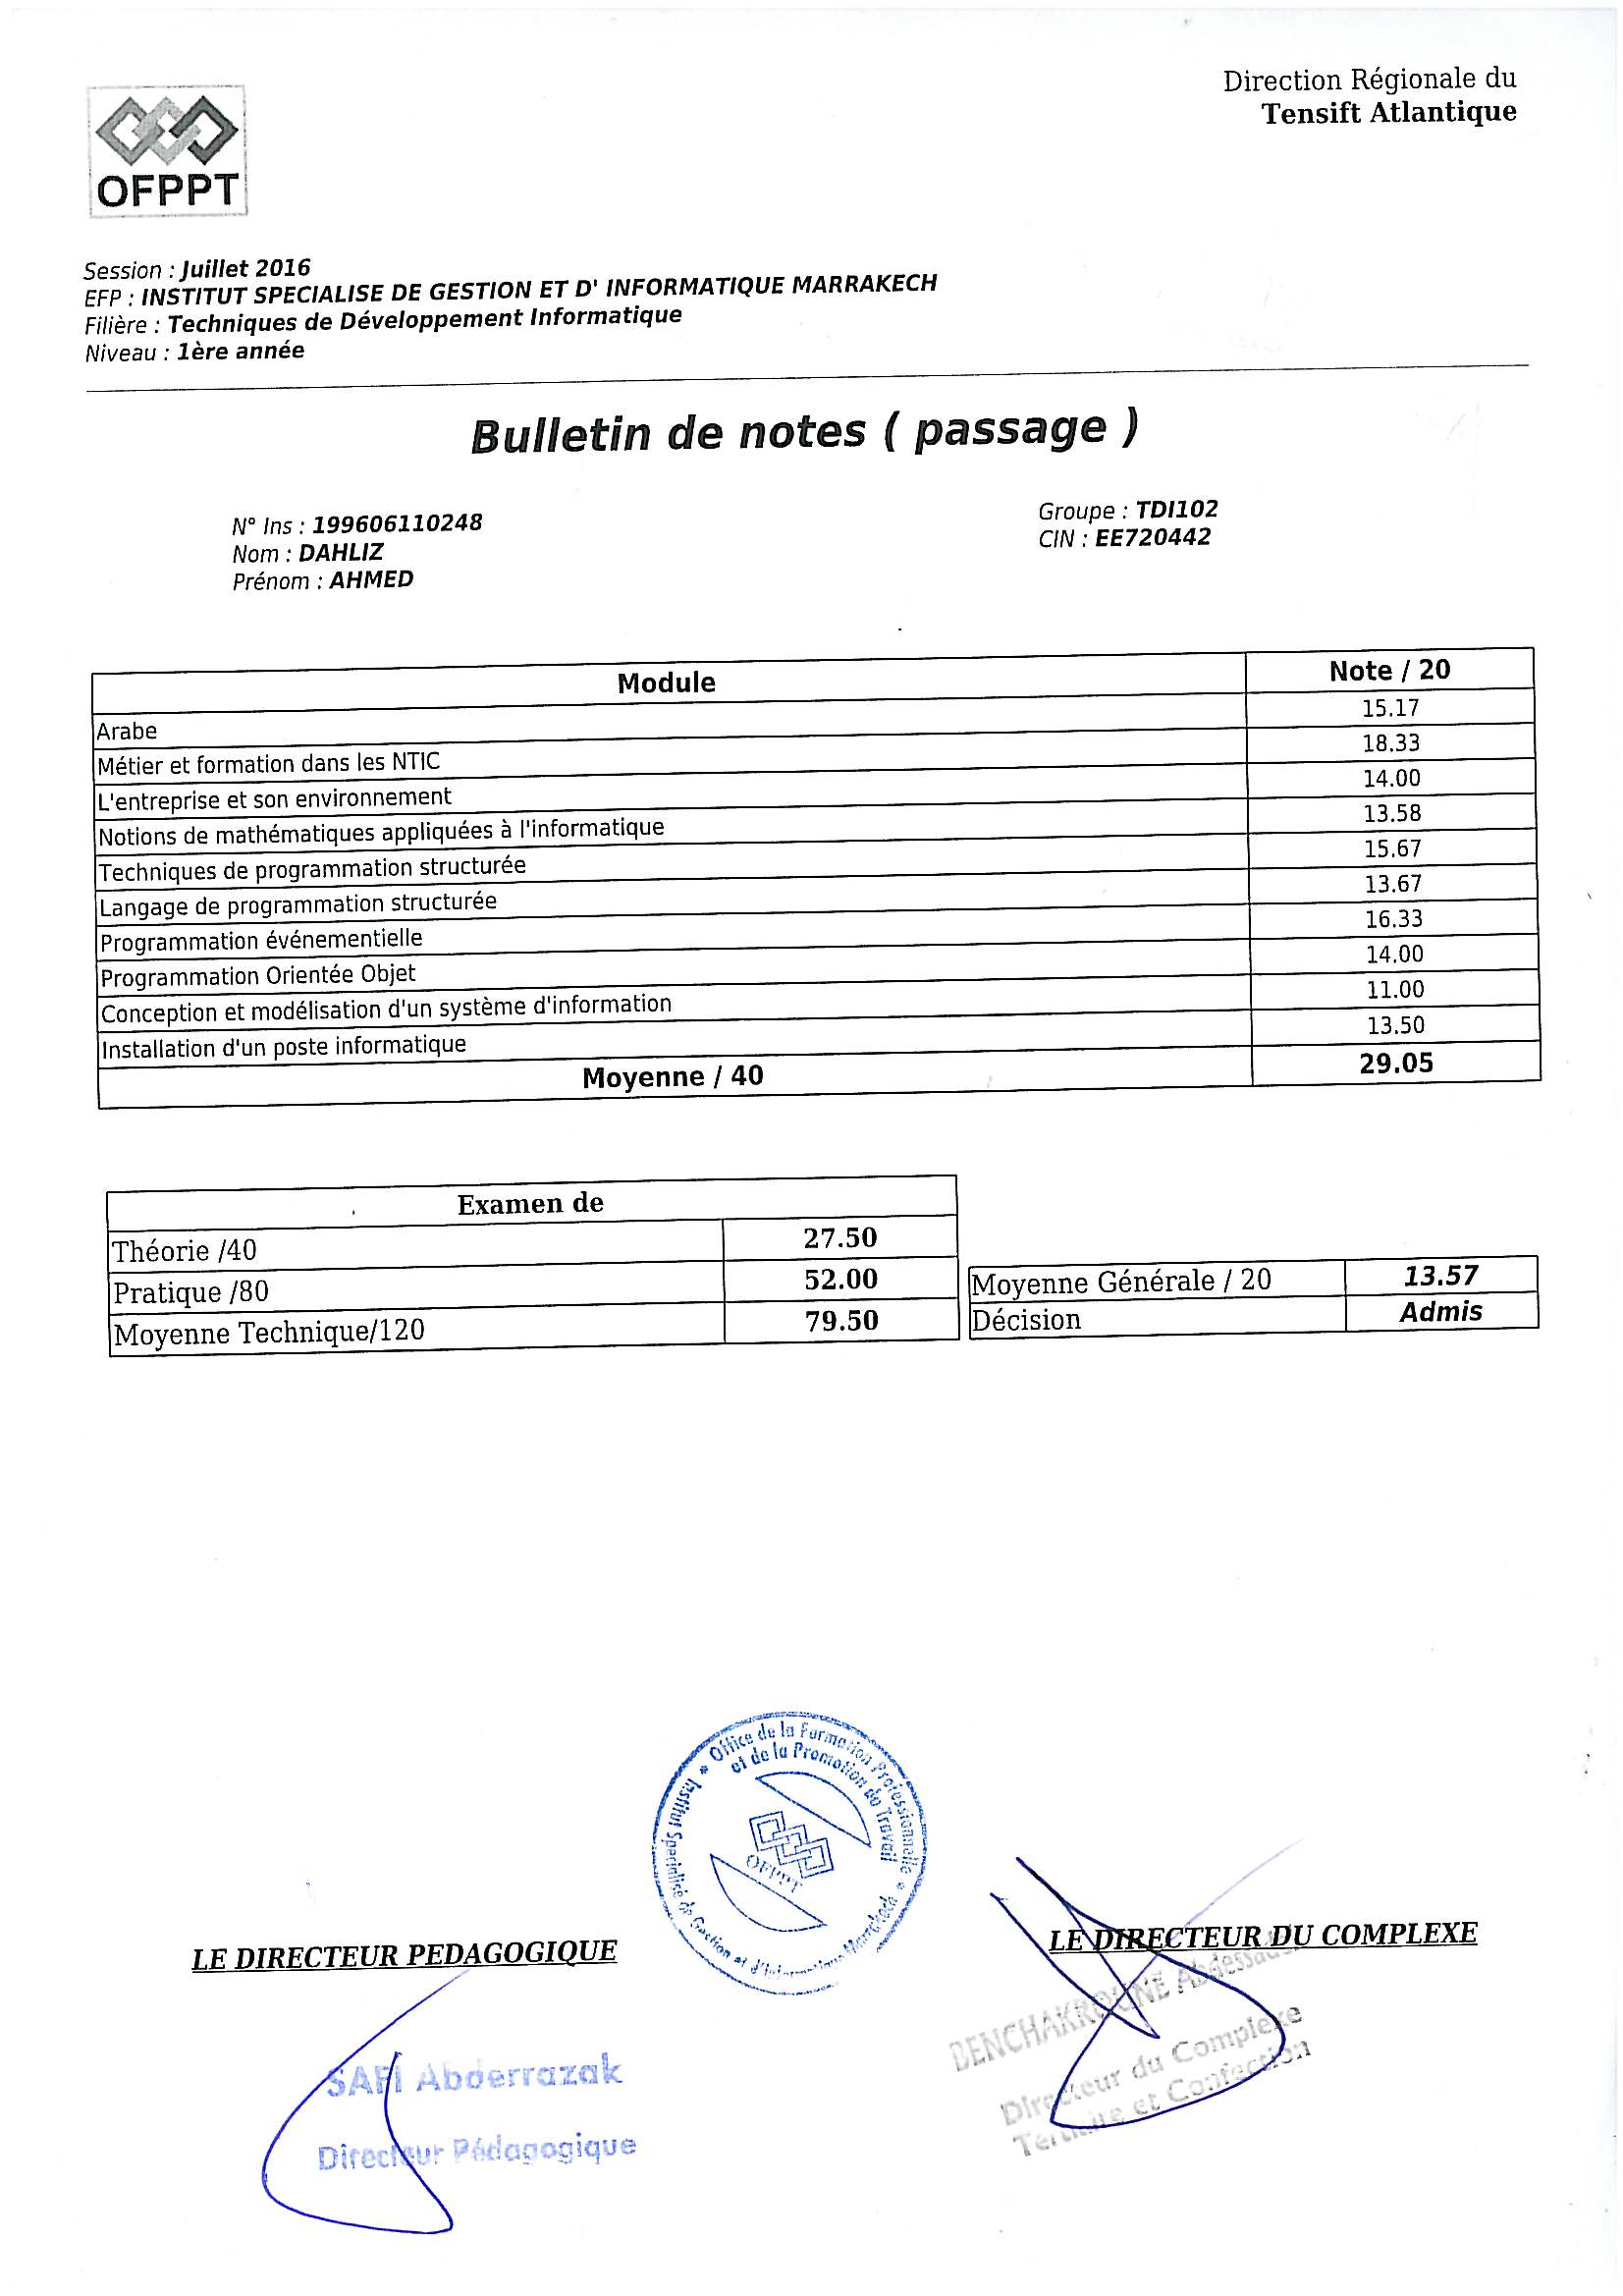 Direction Régionale du
Tensift Atlantique
OFPPT
Session : Juillet 2016
EFP : INSTITUT SPECIALISE DE GESTION ET D' INFORMATIQUE MARRAKECH
Filière : Techniques de Développement Informatique
Niveau : 1ère année
Bulletin de notes ( passage )
N° Ins : 199606110248
Nom : DAHLIZ
Prénom : AHMED
Groupe : TDI102
CIN : EE720442
Module Note / 20
Arabe 15.17
Métier et formation dans les NTIC 18.33
L'entreprise et son environnement 14.00
Notions de mathématiques appliquées à l'informatique 13.58
Techniques de programmation structurée 15.67
Langage de programmation structurée 13.67
Programmation événementielle 16.33
Programmation Orientée Objet 14.00
Conception et modélisation d'un système d'information 11.00
Installation d'un poste informatique 13.50
Moyenne / 40 29.05
Examen de
Théorie /40 27.50
Pratique /80 52.00
Moyenne Technique/120 79.50
Moyenne Générale / 20 13.57
Décision Admis
Office de la Formation Professionnelle
et de la Promotion du Travail
Institut Spécialisé de Gestion et d'Informatique Marrakech
OFPPT
LE DIRECTEUR PEDAGOGIQUE
SAFI Abderrazak
Directeur Pédagogique
LE DIRECTEUR DU COMPLEXE
BENCHAKROUNE
Directeur du Complexe
Tertiaire et Confection